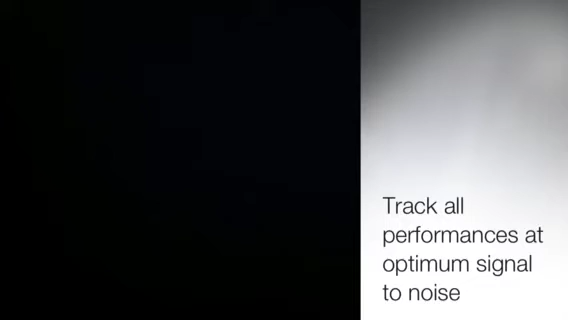 Track all
performances at
optimum signal
to noise